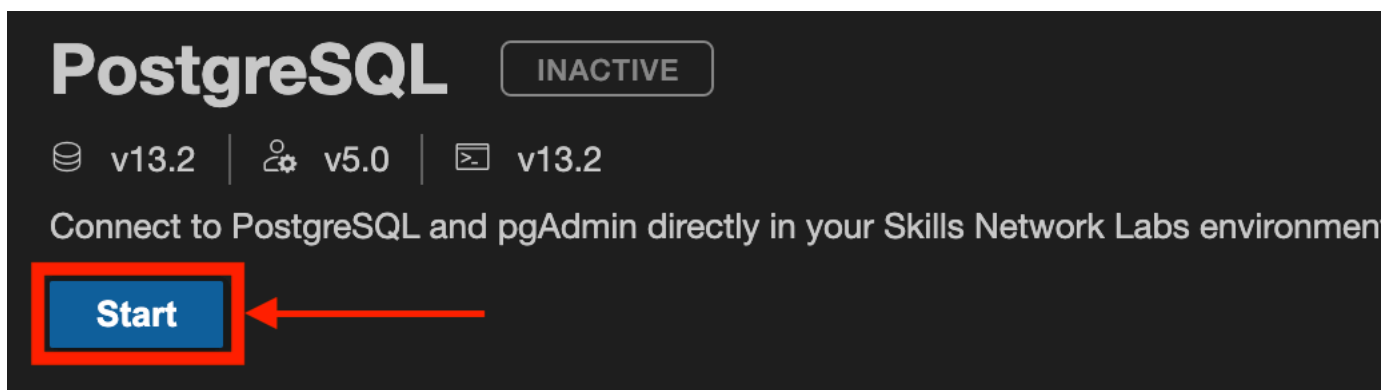 PostgreSQL INACTIVE
v13.2 v5.0 v13.2
Connect to PostgreSQL and pgAdmin directly in your Skills Network Labs environmen
Start